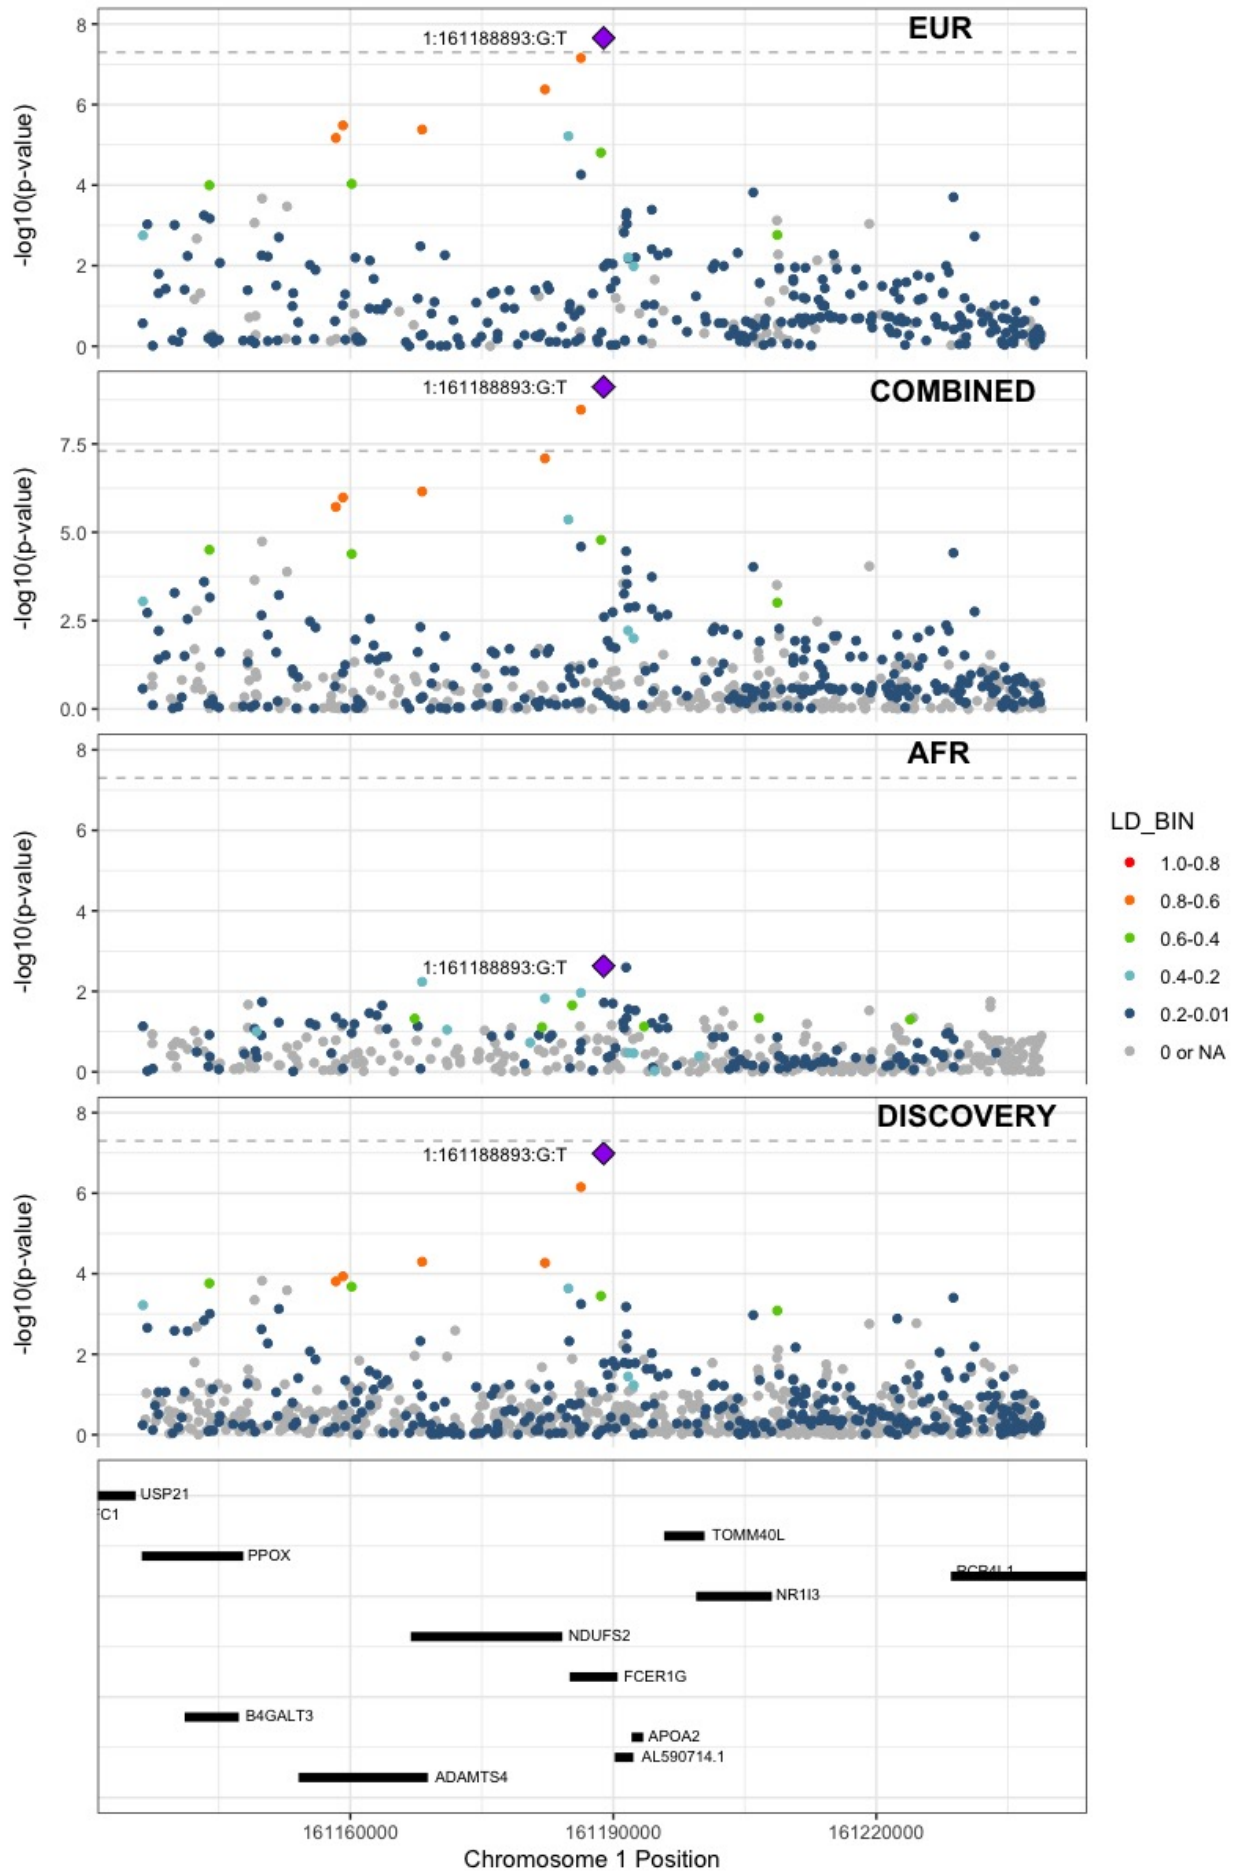 EUR
1:161188893:G:T
-log10(p-value)
8
6
4
2
0
COMBINED
1:161188893:G:T
-log10(p-value)
7.5
5.0
2.5
0.0
AFR
1:161188893:G:T
-log10(p-value)
8
6
4
2
0
LD_BIN
1.0-0.8
0.8-0.6
0.6-0.4
0.4-0.2
0.2-0.01
0 or NA
DISCOVERY
1:161188893:G:T
-log10(p-value)
8
6
4
2
0
USP21
FC1
TOMM40L
PPOX
NR1I3
NDUFS2
FCER1G
B4GALT3
APOA2
AL590714.1
ADAMTS4
161160000 161190000 161220000
Chromosome 1 Position